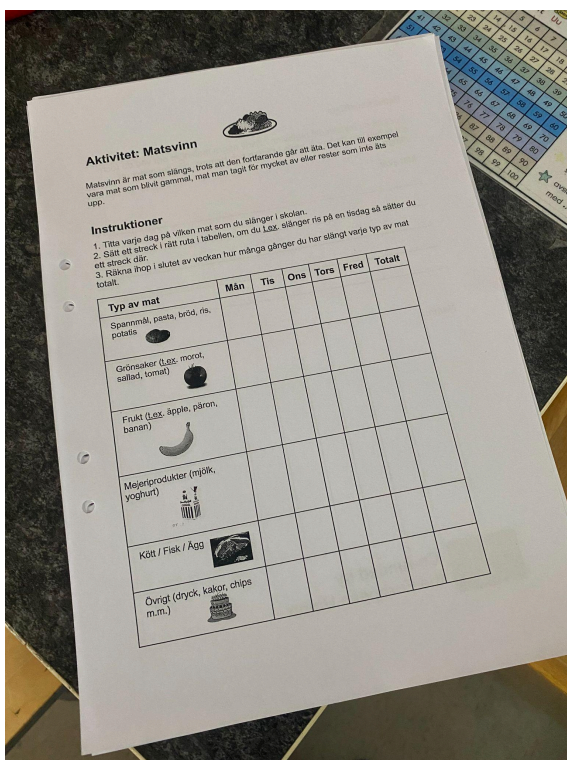 Aktivitet: Matsvinn
Matsvinn är mat som slängs, trots att den fortfarande går att äta. Det kan till exempel
vara mat som blivit gammal, mat man tagit för mycket av eller rester som inte äts
upp.
Instruktioner
1. Titta varje dag på vilken mat som du slänger i skolan.
2. Sätt ett streck i rätt ruta i tabellen, om du t.ex. slänger ris på en tisdag så sätter du
ett streck där.
3. Räkna ihop i slutet av veckan hur många gånger du har slängt varje typ av mat
totalt.
Typ av mat Mån Tis Ons Tors Fred Totalt
Spannmål, pasta, bröd, ris,
potatis
Grönsaker (t.ex. morot,
sallad, tomat)
Frukt (t.ex. äpple, päron,
banan)
Mejeriprodukter (mjölk,
yoghurt)
Kött / Fisk / Ägg
Övrigt (dryck, kakor, chips
m.m.)